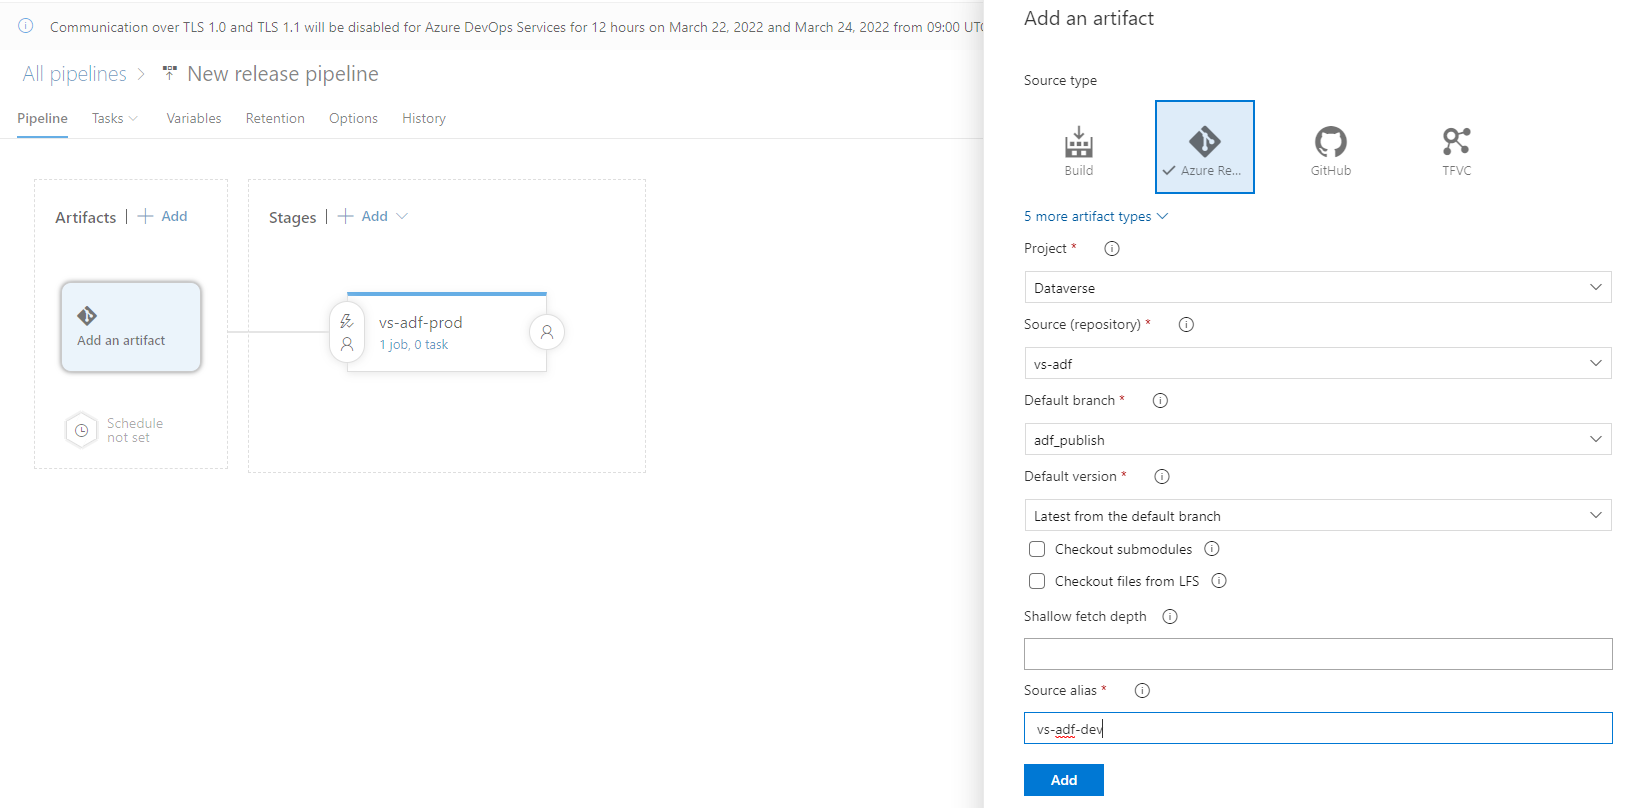 Communication over TLS 1.0 and TLS 1.1 will be disabled for Azure DevOps Services for 12 hours on March 22, 2022 and March 24, 2022 from 09:00 UTC
All pipelines > New release pipeline
Pipeline Tasks Variables Retention Options History
Artifacts | + Add
Stages | + Add
Add an artifact
Schedule
not set
vs-adf-prod
1 job, 0 task
Add an artifact
Source type
Build
Azure Re...
GitHub
TFVC
5 more artifact types
Project *
Dataverse
Source (repository) *
vs-adf
Default branch *
adf_publish
Default version *
Latest from the default branch
Checkout submodules
Checkout files from LFS
Shallow fetch depth
Source alias *
vs-adf-dev
Add